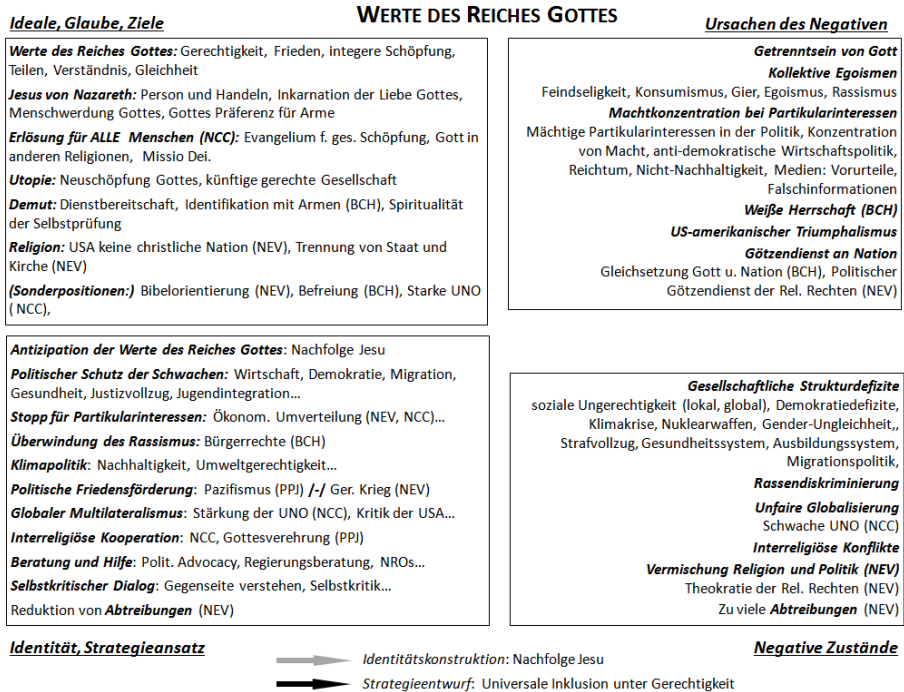 Ideale, Glaube, Ziele
WERTE DES REICHES GOTTES
Ursachen des Negativen
Werte des Reiches Gottes: Gerechtigkeit, Frieden, integere Schöpfung,
Teilen, Verständnis, Gleichheit
Jesus von Nazareth: Person und Handeln, Inkarnation der Liebe Gottes,
Menschwerdung Gottes, Gottes Präferenz für Arme
Erlösung für ALLE Menschen (NCC): Evangelium f. ges. Schöpfung, Gott in
anderen Religionen, Missio Dei.
Utopie: Neuschöpfung Gottes, künftige gerechte Gesellschaft
Demut: Dienstbereitschaft, Identifikation mit Armen (BCH), Spiritualität
der Selbstprüfung
Religion: USA keine christliche Nation (NEV), Trennung von Staat und
Kirche (NEV)
(Sonderpositionen:) Bibelorientierung (NEV), Befreiung (BCH), Starke UNO
( NCC),
Getrenntsein von Gott
Kollektive Egoismen
Feindseligkeit, Konsumismus, Gier, Egoismus, Rassismus
Machtkonzentration bei Partikularinteressen
Mächtige Partikularinteressen in der Politik, Konzentration
von Macht, anti-demokratische Wirtschaftspolitik,
Reichtum, Nicht-Nachhaltigkeit, Medien: Vorurteile,
Falschinformationen
Weiße Herrschaft (BCH)
US-amerikanischer Triumphalismus
Götzendienst an Nation
Gleichsetzung Gott u. Nation (BCH), Politischer
Götzendienst der Rel. Rechten (NEV)
Antizipation der Werte des Reiches Gottes: Nachfolge Jesu
Politischer Schutz der Schwachen: Wirtschaft, Demokratie, Migration,
Gesundheit, Justizvollzug, Jugendintegration…
Stopp für Partikularinteressen: Ökonom. Umverteilung (NEV, NCC)…
Überwindung des Rassismus: Bürgerrechte (BCH)
Klimapolitik: Nachhaltigkeit, Umweltgerechtigkeit…
Politische Friedensförderung: Pazifismus (PPJ) /-/ Ger. Krieg (NEV)
Globaler Multilateralismus: Stärkung der UNO (NCC), Kritik der USA…
Interreligiöse Kooperation: NCC, Gottesverehrung (PPJ)
Beratung und Hilfe: Polit. Advocacy, Regierungsberatung, NROs…
Selbstkritischer Dialog: Gegenseite verstehen, Selbstkritik…
Reduktion von Abtreibungen (NEV)
Gesellschaftliche Strukturdefizite
soziale Ungerechtigkeit (lokal, global), Demokratiedefizite,
Klimakrise, Nuklearwaffen, Gender-Ungleichheit,,
Strafvollzug, Gesundheitssystem, Ausbildungssystem,
Migrationspolitik,
Rassendiskriminierung
Unfaire Globalisierung
Schwache UNO (NCC)
Interreligiöse Konflikte
Vermischung Religion und Politik (NEV)
Theokratie der Rel. Rechten (NEV)
Zu viele Abtreibungen (NEV)
Identität, Strategieansatz
Negative Zustände
Identitätskonstruktion: Nachfolge Jesu
Strategieentwurf: Universale Inklusion unter Gerechtigkeit